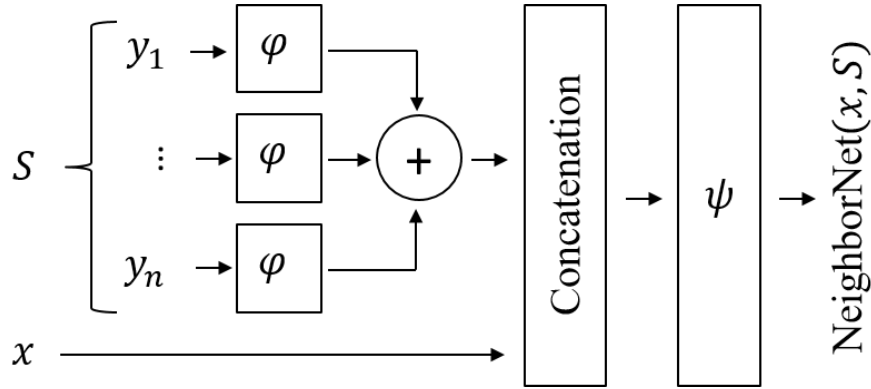 S
y₁
φ
⋮
φ
yₙ
φ
+
x
Concatenation
ψ
NeighborNet(x, S)